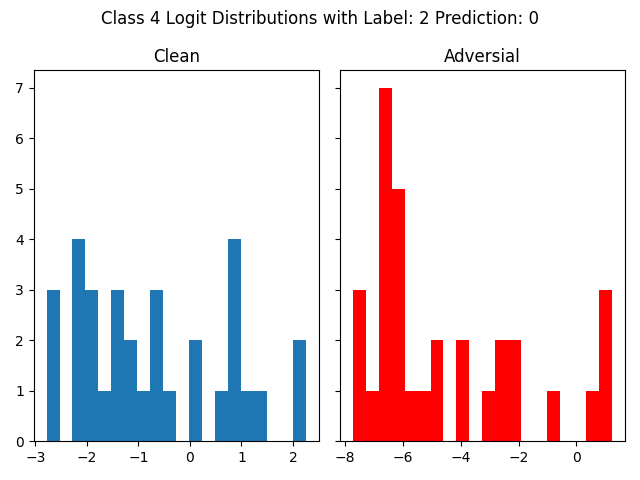 Class 4 Logit Distributions with Label: 2 Prediction: 0
Clean
Adversial
7
6
5
4
3
2
1
0
−3 −2 −1 0 1 2
−8 −6 −4 −2 0